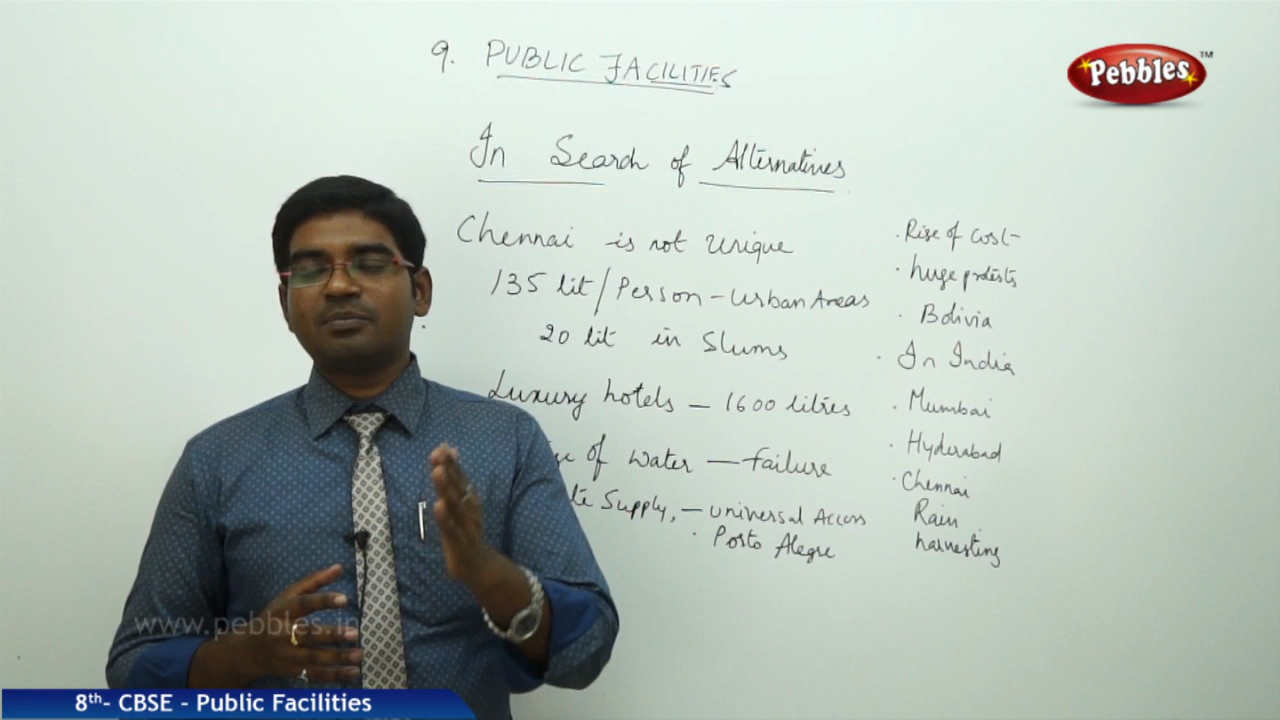 9. PUBLIC FACILITIES
Pebbles™
In Search of Alternatives
Chennai is not Unique
135 lit/Person - Urban Areas
20 lit in Slums
Luxury hotels — 1600 litres
of Water — Failure
Supply, — Universal Access
· Porto Alegre
· Rise of cost
· huge protests
· Bolivia
· In India
· Mumbai
· Hyderabad
· Chennai
Rain
harvesting
www.pebbles.in
8th- CBSE - Public Facilities